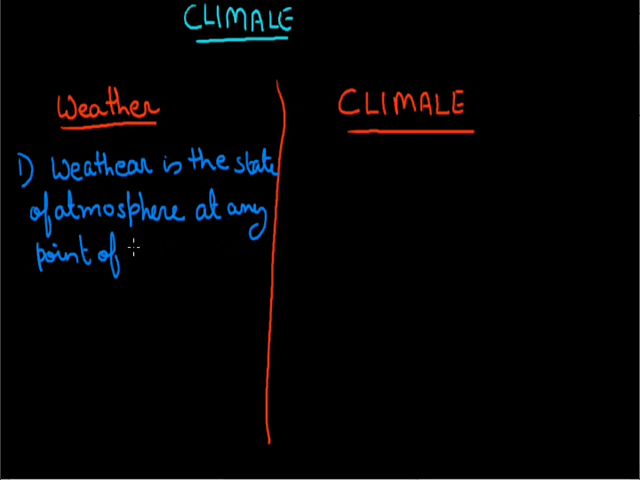 CLIMALE
Weather
CLIMALE
1) Weathear is the state
of atmosphere at any
point of